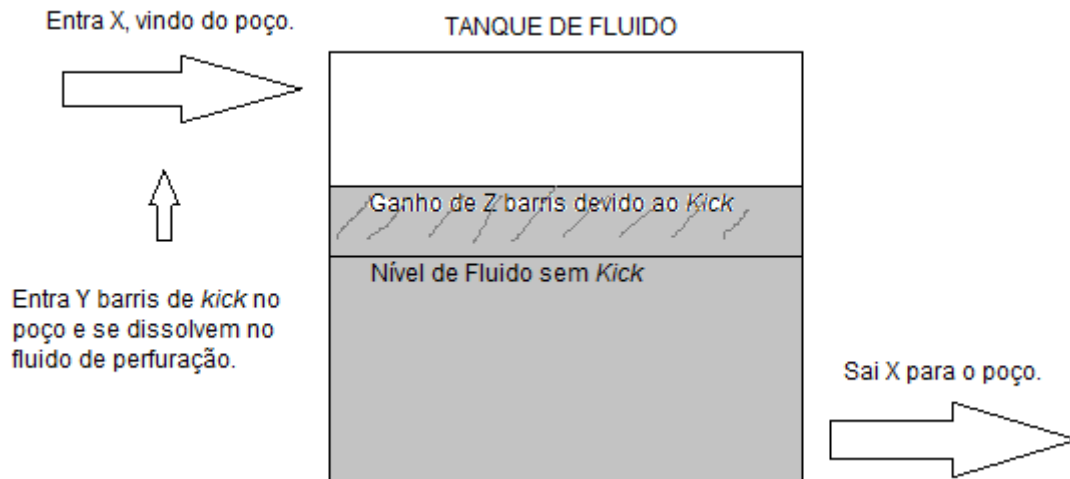 Entra X, vindo do poço.
TANQUE DE FLUIDO
Ganho de Z barris devido ao Kick
Nível de Fluido sem Kick
Entra Y barris de kick no
poço e se dissolvem no
fluido de perfuração.
Sai X para o poço.